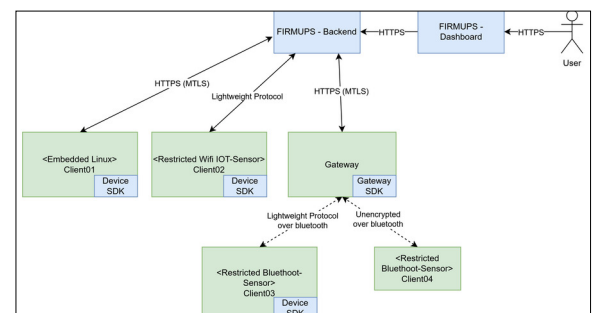 FIRMUPS - Backend
HTTPS
FIRMUPS -
Dashboard
HTTPS
User
HTTPS (MTLS)
Lightweight Protocol
HTTPS (MTLS)
<Embedded Linux>
Client01
Device
SDK
<Restricted Wifi IOT-Sensor>
Client02
Device
SDK
Gateway
Gateway
SDK
Lightweight Protocol
over bluetooth
Unencrypted
over bluetooth
<Restricted Bluethoot-
Sensor>
Client03
Device
SDK
<Restricted
Bluethoot-Sensor>
Client04